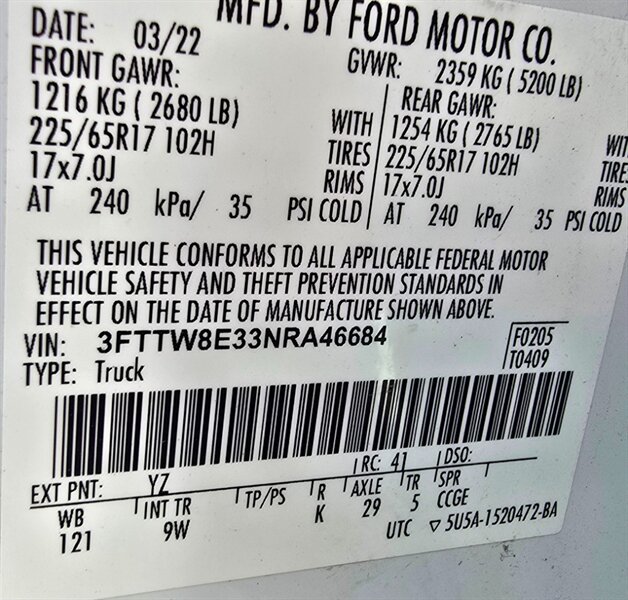 MFD. BY FORD MOTOR CO.
DATE: 03/22
GVWR: 2359 KG ( 5200 LB)
FRONT GAWR:
REAR GAWR:
1216 KG ( 2680 LB)
WITH
1254 KG ( 2765 LB)
225/65R17 102H
TIRES
225/65R17 102H
17x7.0J
RIMS
17x7.0J
RIMS
AT 240 kPa/ 35 PSI COLD
AT 240 kPa/ 35 PSI COLD
THIS VEHICLE CONFORMS TO ALL APPLICABLE FEDERAL MOTOR
VEHICLE SAFETY AND THEFT PREVENTION STANDARDS IN
EFFECT ON THE DATE OF MANUFACTURE SHOWN ABOVE.
VIN: 3FTTW8E33NRA46684
F0205
TYPE: Truck
T0409
EXT PNT: YZ
RC: 41
DSO:
WB
INT TR
TP/PS
R
AXLE
TR
SPR
121
9W
K
29
5
CCGE
UTC ▽ 5U5A-1520472-BA